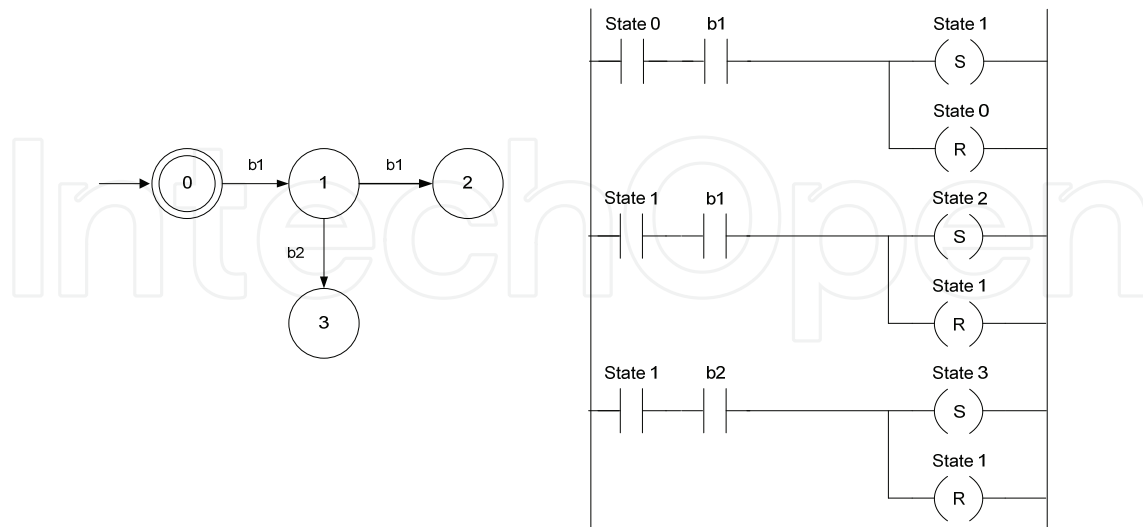 b1
b1
0
1
2
b2
3
State 0 b1 State 1
S
State 0
R
State 1 b1 State 2
S
State 1
R
State 1 b2 State 3
S
State 1
R
IntechOpen